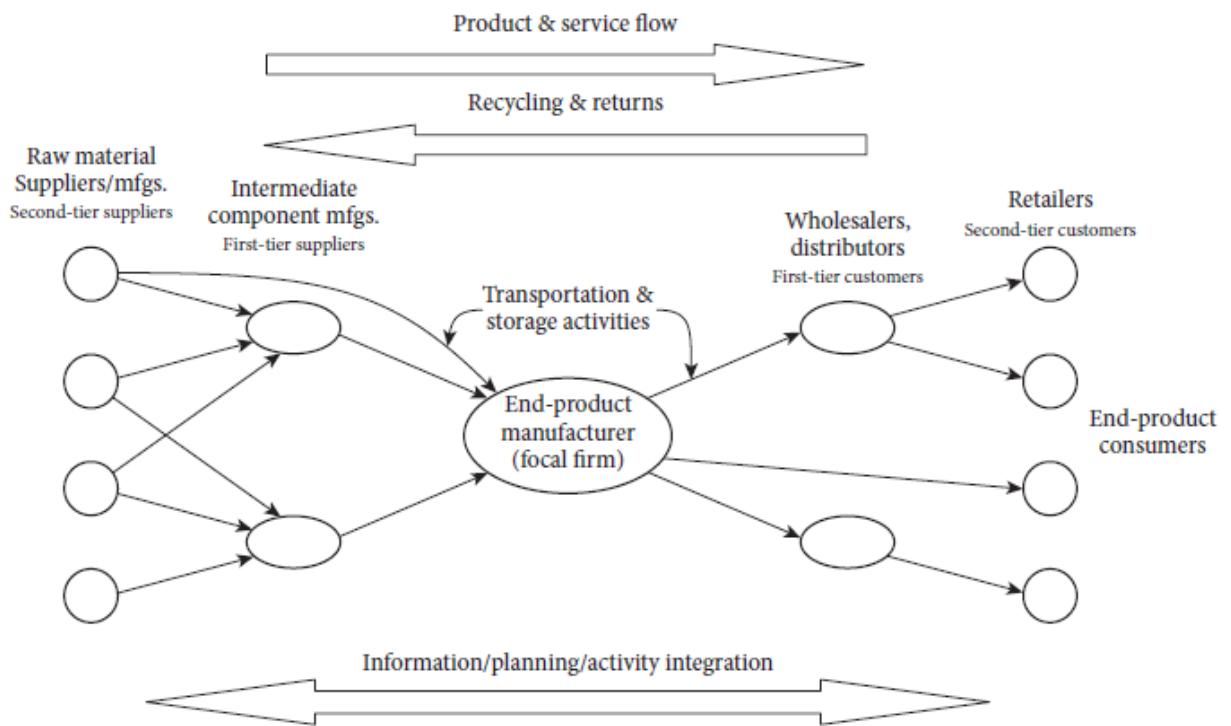 Product & service flow
Recycling & returns
Raw material
Suppliers/mfgs.
Second-tier suppliers
Intermediate
component mfgs.
First-tier suppliers
Wholesalers,
distributors
First-tier customers
Retailers
Second-tier customers
Transportation &
storage activities
End-product
manufacturer
(focal firm)
End-product
consumers
Information/planning/activity integration